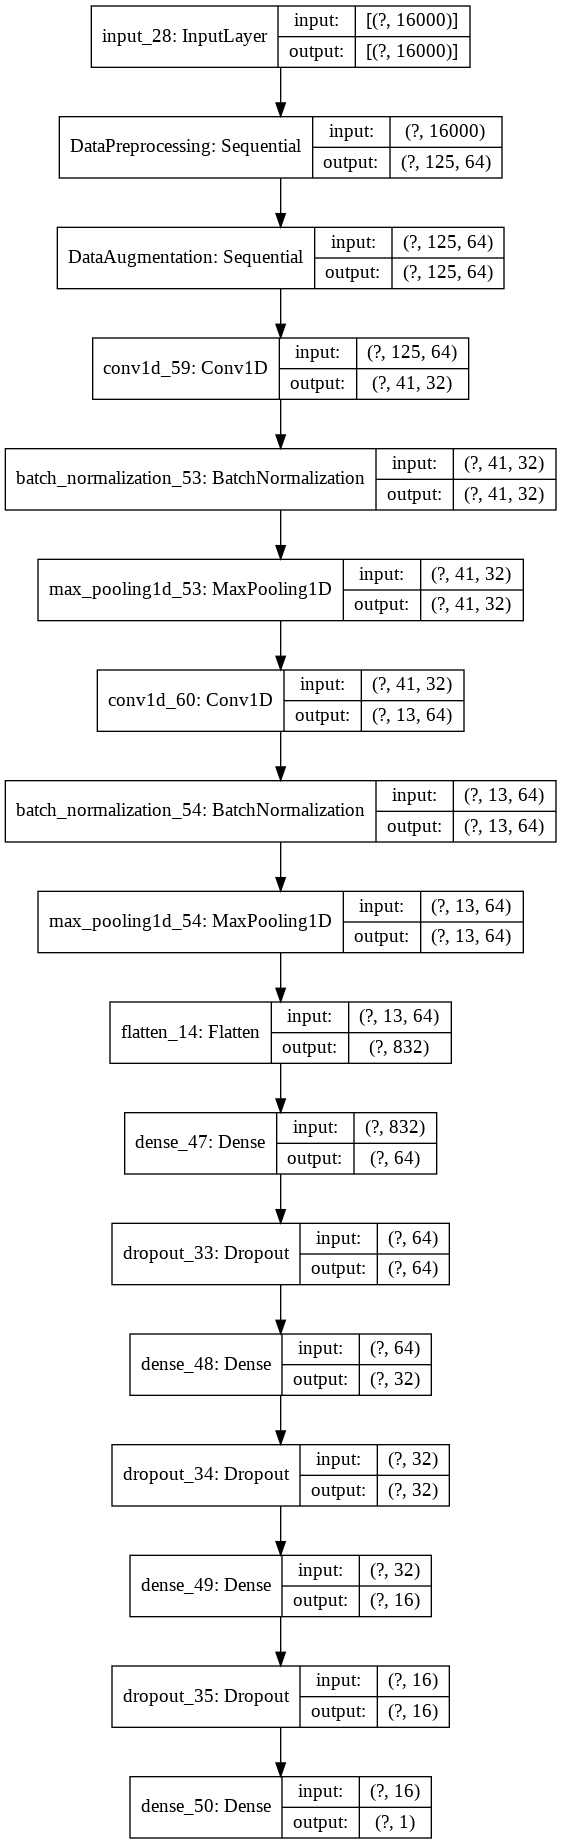 input_28: InputLayer
input: [(?, 16000)]
output: [(?, 16000)]
DataPreprocessing: Sequential
input: (?, 16000)
output: (?, 125, 64)
DataAugmentation: Sequential
input: (?, 125, 64)
output: (?, 125, 64)
conv1d_59: Conv1D
input: (?, 125, 64)
output: (?, 41, 32)
batch_normalization_53: BatchNormalization
input: (?, 41, 32)
output: (?, 41, 32)
max_pooling1d_53: MaxPooling1D
input: (?, 41, 32)
output: (?, 41, 32)
conv1d_60: Conv1D
input: (?, 41, 32)
output: (?, 13, 64)
batch_normalization_54: BatchNormalization
input: (?, 13, 64)
output: (?, 13, 64)
max_pooling1d_54: MaxPooling1D
input: (?, 13, 64)
output: (?, 13, 64)
flatten_14: Flatten
input: (?, 13, 64)
output: (?, 832)
dense_47: Dense
input: (?, 832)
output: (?, 64)
dropout_33: Dropout
input: (?, 64)
output: (?, 64)
dense_48: Dense
input: (?, 64)
output: (?, 32)
dropout_34: Dropout
input: (?, 32)
output: (?, 32)
dense_49: Dense
input: (?, 32)
output: (?, 16)
dropout_35: Dropout
input: (?, 16)
output: (?, 16)
dense_50: Dense
input: (?, 16)
output: (?, 1)